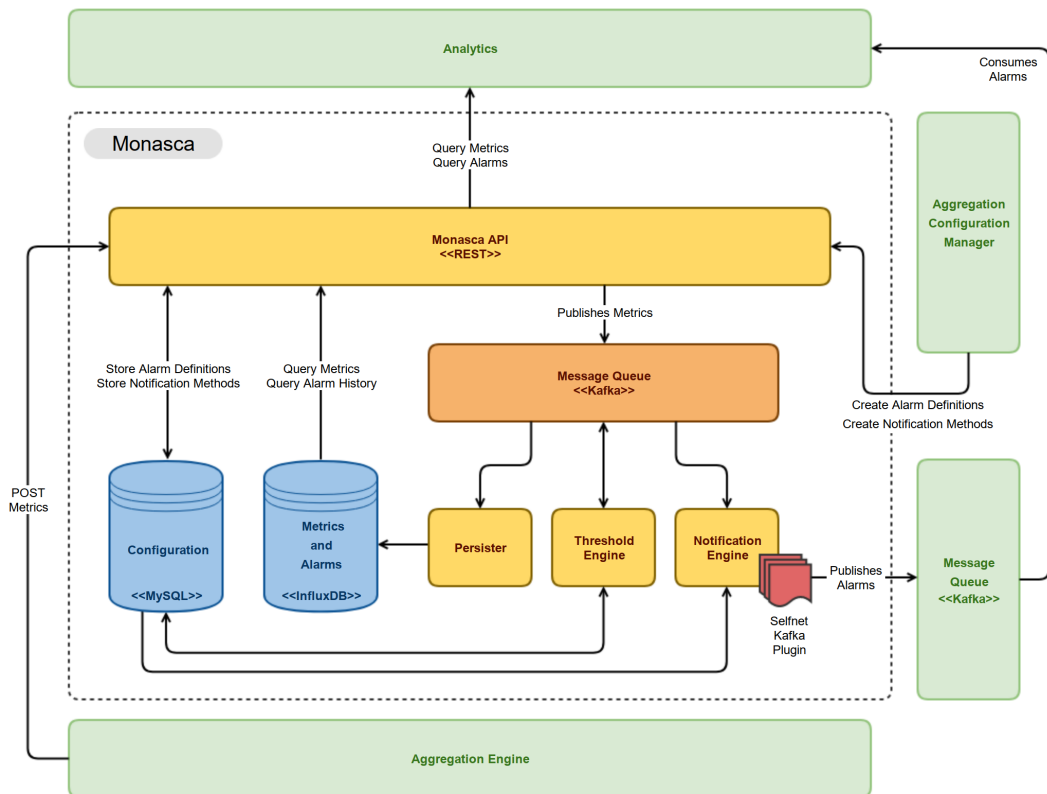 Analytics
Consumes
Alarms
Monasca
Query Metrics
Query Alarms
Aggregation
Configuration
Manager
Monasca API
<<REST>>
Publishes Metrics
Store Alarm Definitions
Store Notification Methods
Query Metrics
Query Alarm History
Message Queue
<<Kafka>>
Create Alarm Definitions
Create Notification Methods
POST
Metrics
Configuration
<<MySQL>>
Metrics
and
Alarms
<<InfluxDB>>
Persister
Threshold
Engine
Notification
Engine
Selfnet
Kafka
Plugin
Publishes
Alarms
Message
Queue
<<Kafka>>
Aggregation Engine